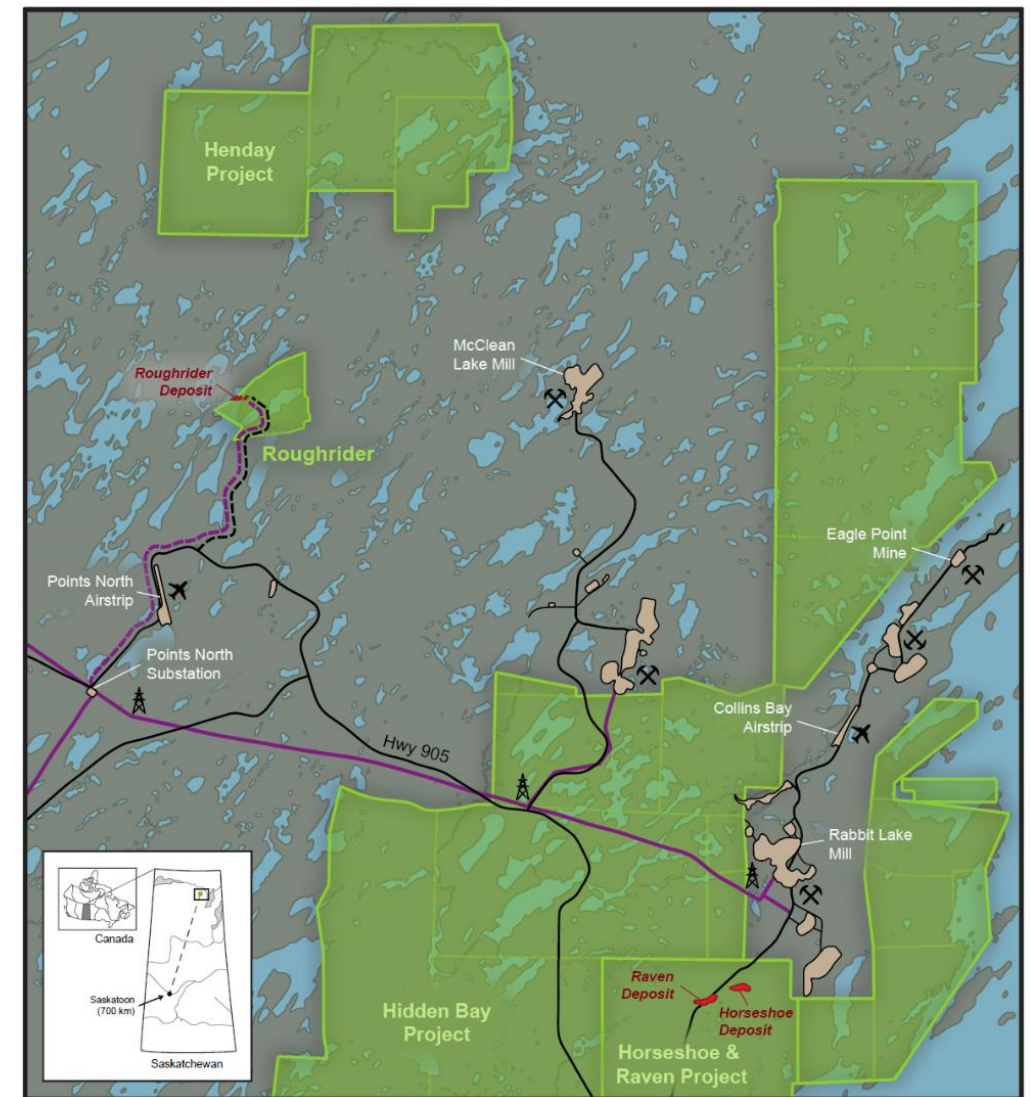 Henday
Project
McClean
Lake Mill
Roughrider
Deposit
Roughrider
Eagle Point
Mine
Points North
Airstrip
Points North
Substation
Collins Bay
Airstrip
Hwy 905
Rabbit Lake
Mill
Canada
Saskatoon
(700 km)
Saskatchewan
Raven
Deposit
Horseshoe
Deposit
Hidden Bay
Project
Horseshoe &
Raven Project